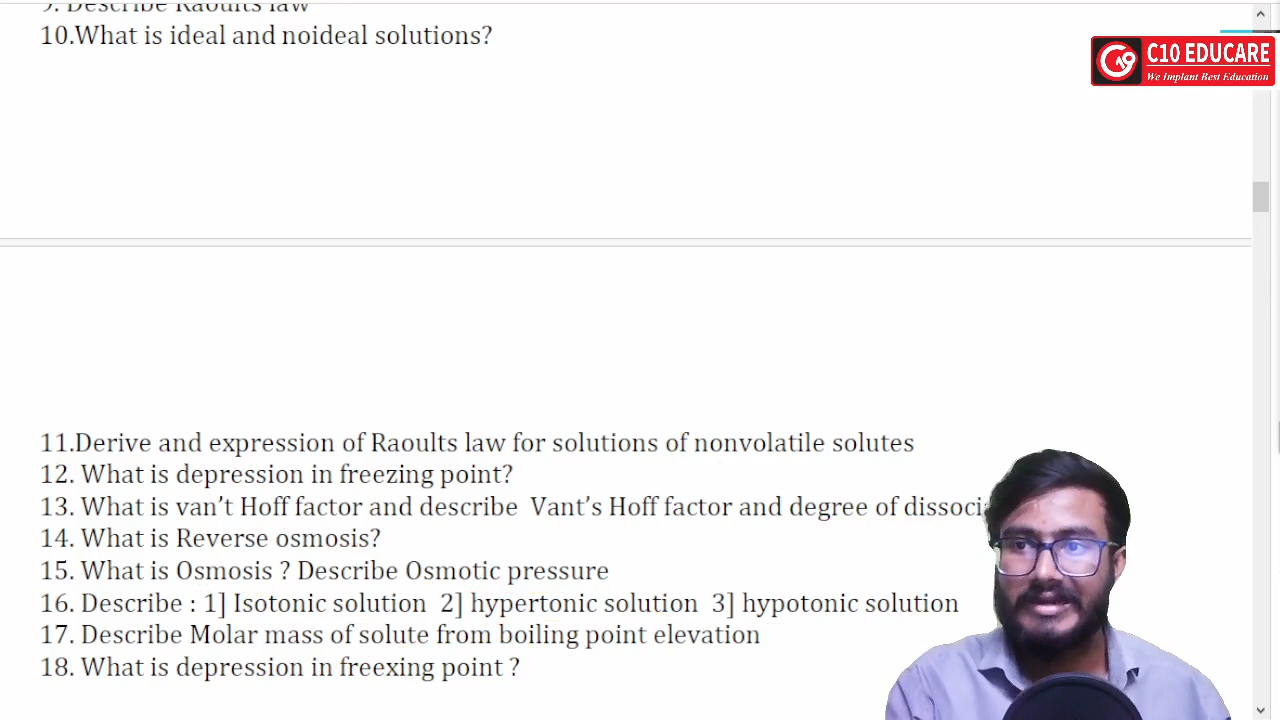 9. Describe Raoults law
10.What is ideal and noideal solutions?
C10 EDUCARE
We Implant Best Education
11.Derive and expression of Raoults law for solutions of nonvolatile solutes
12. What is depression in freezing point?
13. What is van’t Hoff factor and describe Vant’s Hoff factor and degree of
14. What is Reverse osmosis?
15. What is Osmosis ? Describe Osmotic pressure
16. Describe : 1] Isotonic solution 2] hypertonic solution 3] hypotonic solution
17. Describe Molar mass of solute from boiling point elevation
18. What is depression in freexing point ?